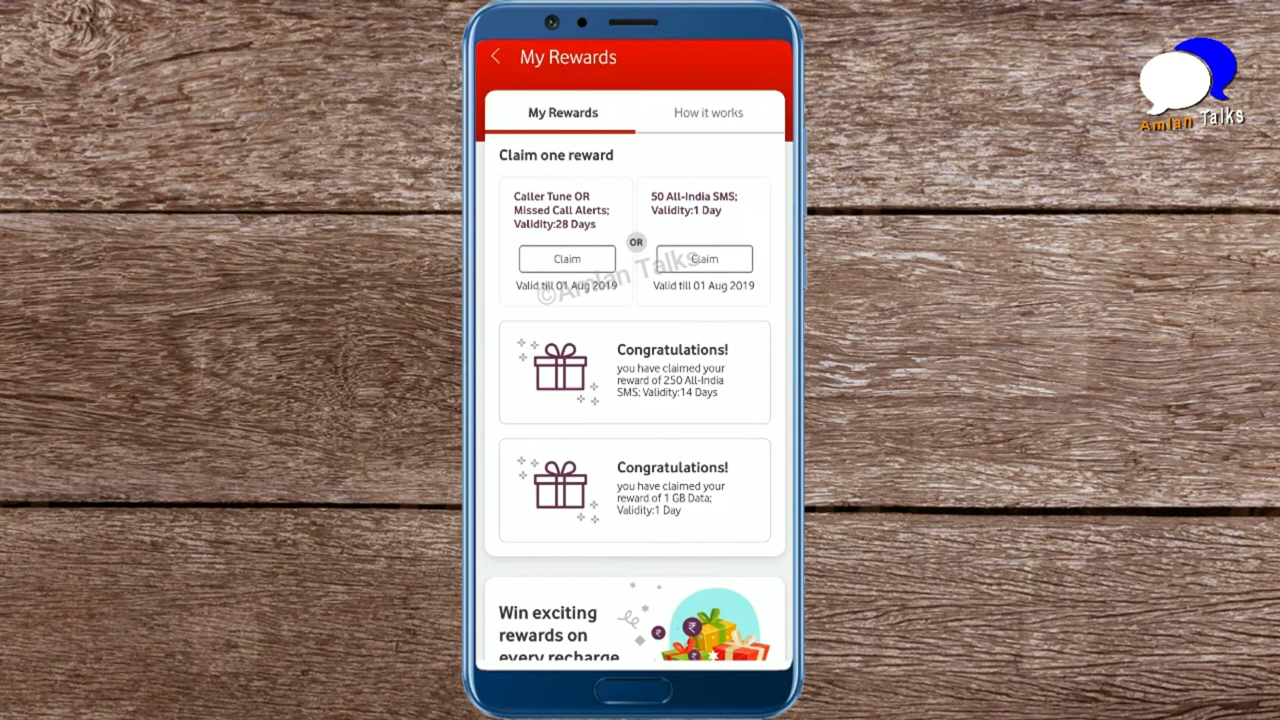 My Rewards
My Rewards
How it works
Claim one reward
Caller Tune OR
Missed Call Alerts;
Validity:28 Days
Claim
Valid till 01 Aug 2019
OR
50 All-India SMS;
Validity:1 Day
Claim
Valid till 01 Aug 2019
©Amlan Talks
Congratulations!
you have claimed your
reward of 250 All-India
SMS; Validity:14 Days
Congratulations!
you have claimed your
reward of 1 GB Data;
Validity:1 Day
Win exciting
rewards on
every recharge
₹
₹
₹
Amlan Talks